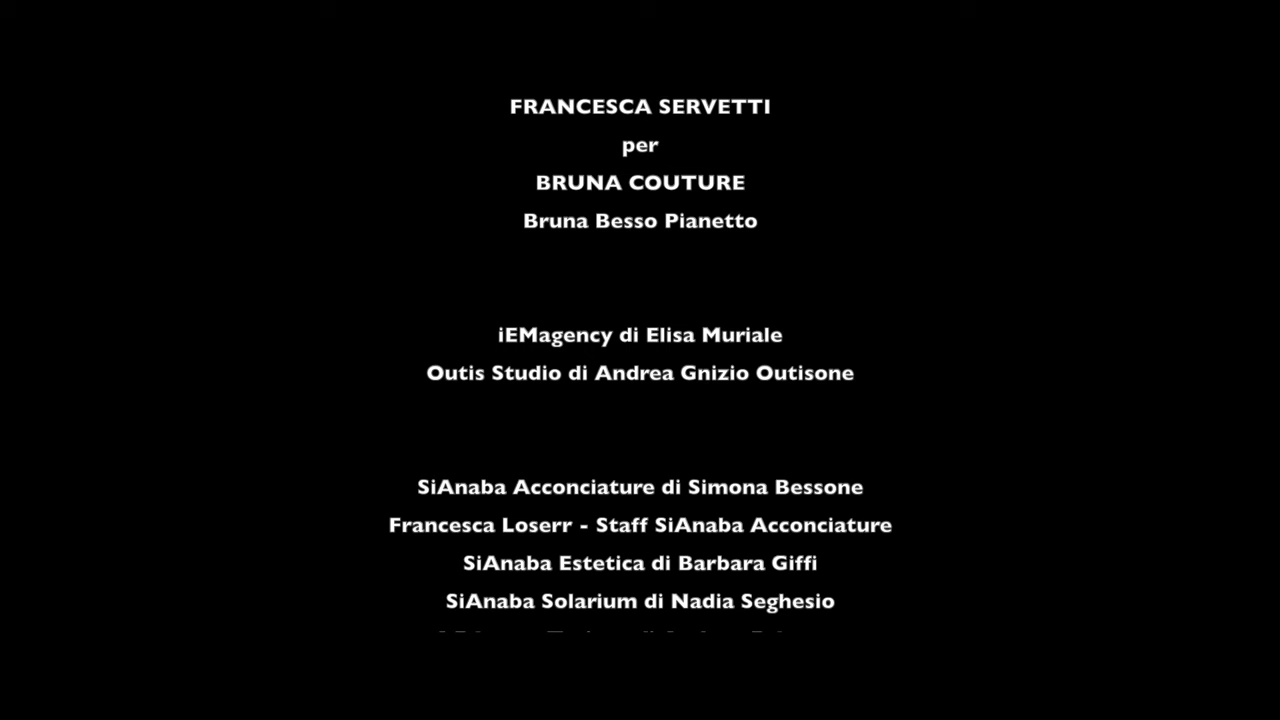 FRANCESCA SERVETTI
per
BRUNA COUTURE
Bruna Besso Pianetto
iEMagency di Elisa Muriale
Outis Studio di Andrea Gnizio Outisone
SiAnaba Acconciature di Simona Bessone
Francesca Loserr - Staff SiAnaba Acconciature
SiAnaba Estetica di Barbara Giffi
SiAnaba Solarium di Nadia Seghesio